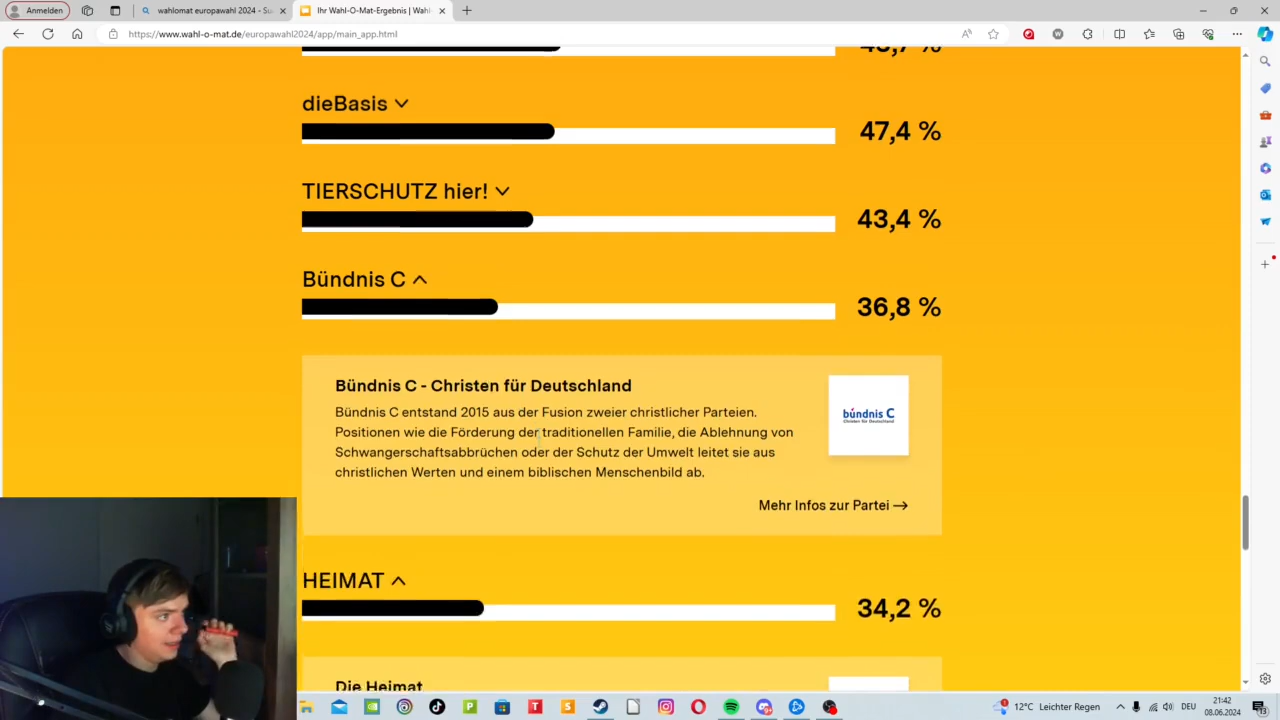 Anmelden
wahlomat europawahl 2024 - Su
Ihr Wahl-O-Mat-Ergebnis | Wahl-
https://www.wahl-o-mat.de/europawahl2024/app/main_app.html
dieBasis
47,4 %
TIERSCHUTZ hier!
43,4 %
Bündnis C
36,8 %
Bündnis C - Christen für Deutschland
Bündnis C entstand 2015 aus der Fusion zweier christlicher Parteien.
Positionen wie die Förderung der traditionellen Familie, die Ablehnung von
Schwangerschaftsabbrüchen oder der Schutz der Umwelt leitet sie aus
christlichen Werten und einem biblischen Menschenbild ab.
bündnis C
Christen für Deutschland
Mehr Infos zur Partei
HEIMAT
34,2 %
Die Heimat
12°C Leichter Regen
DEU
21:42
08.06.2024